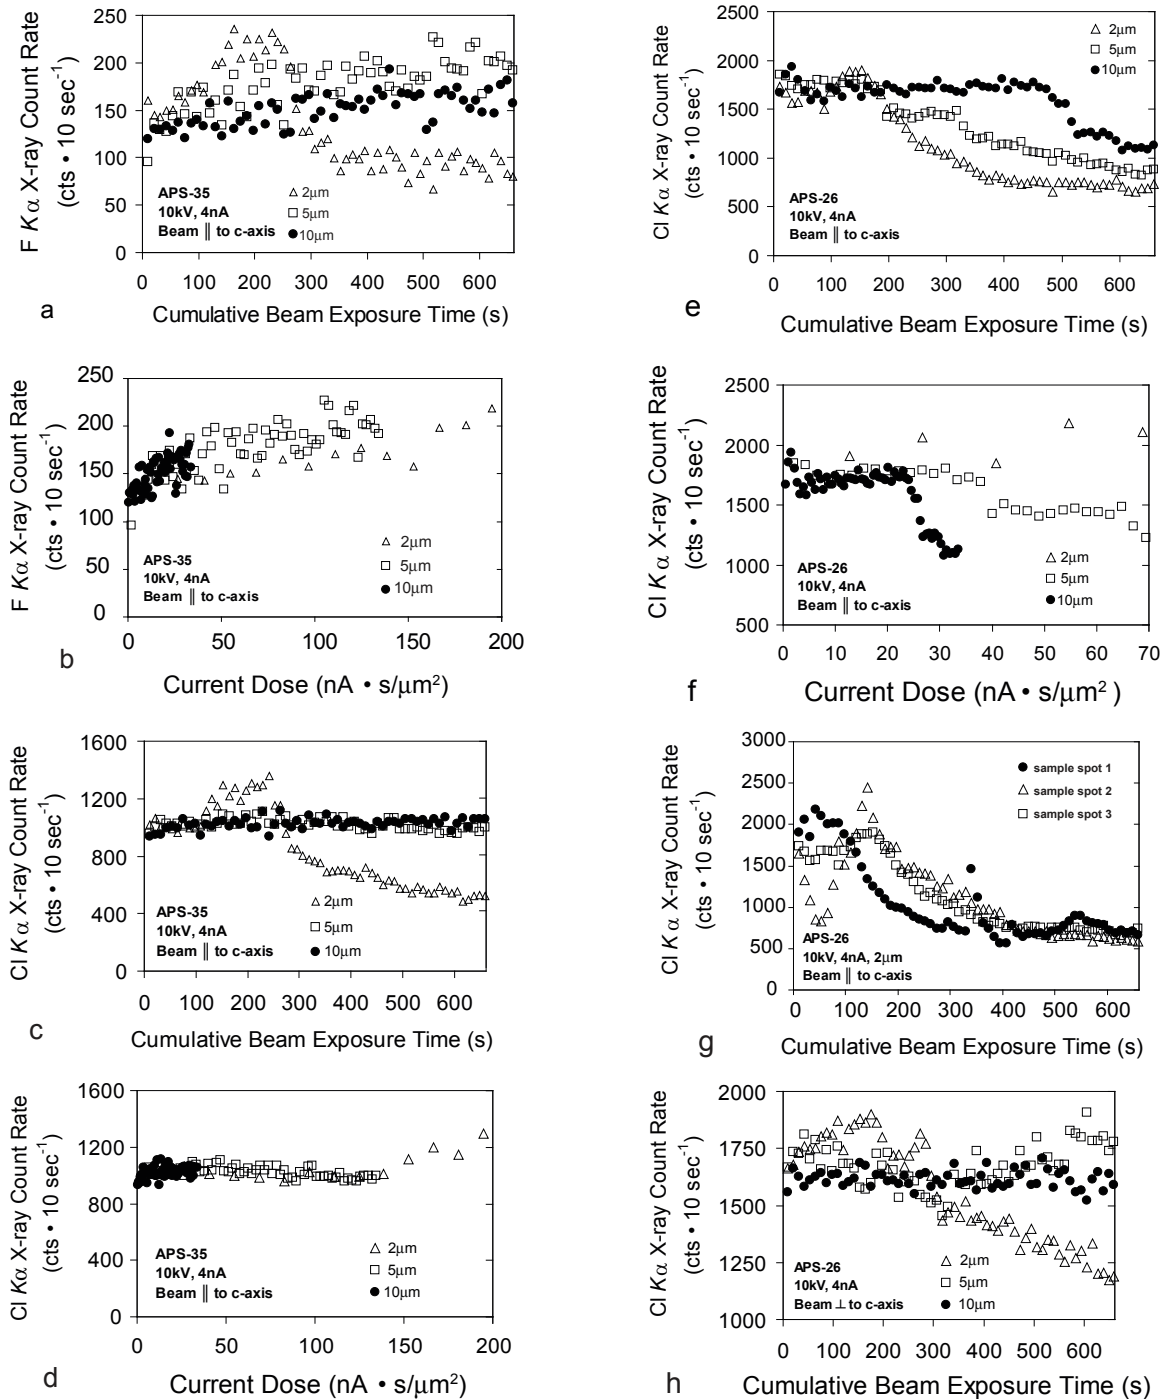 F Kα X-ray Count Rate
(cts • 10 sec⁻¹)
250
200
150
100
50
0
APS-35
10kV, 4nA
Beam || to c-axis
2μm
5μm
10μm
0 100 200 300 400 500 600
Cumulative Beam Exposure Time (s)
a
F Kα X-ray Count Rate
(cts • 10 sec⁻¹)
250
200
150
100
50
0
APS-35
10kV, 4nA
Beam || to c-axis
2μm
5μm
10μm
0 50 100 150 200
Current Dose (nA • s/μm²)
b
Cl Kα X-ray Count Rate
(cts • 10 sec⁻¹)
1600
1200
800
400
0
APS-35
10kV, 4nA
Beam || to c-axis
2μm
5μm
10μm
0 100 200 300 400 500 600
Cumulative Beam Exposure Time (s)
c
Cl Kα X-ray Count Rate
(cts • 10 sec⁻¹)
1600
1200
800
400
0
APS-35
10kV, 4nA
Beam || to c-axis
2μm
5μm
10μm
0 50 100 150 200
Current Dose (nA • s/μm²)
d
Cl Kα X-ray Count Rate
(cts • 10 sec⁻¹)
2500
2000
1500
1000
500
0
2μm
5μm
10μm
APS-26
10kV, 4nA
Beam || to c-axis
0 100 200 300 400 500 600
Cumulative Beam Exposure Time (s)
e
Cl Kα X-ray Count Rate
(cts • 10 sec⁻¹)
2500
2000
1500
1000
500
APS-26
10kV, 4nA
Beam || to c-axis
2μm
5μm
10μm
0 10 20 30 40 50 60 70
Current Dose (nA • s/μm² )
f
Cl Kα X-ray Count Rate
(cts • 10 sec⁻¹)
3000
2500
2000
1500
1000
500
0
sample spot 1
sample spot 2
sample spot 3
APS-26
10kV, 4nA, 2μm
Beam || to c-axis
0 100 200 300 400 500 600
Cumulative Beam Exposure Time (s)
g
Cl Kα X-ray Count Rate
(cts • 10 sec⁻¹)
2000
1750
1500
1250
1000
APS-26
10kV, 4nA
Beam ⊥ to c-axis
2μm
5μm
10μm
0 100 200 300 400 500 600
Cumulative Beam Exposure Time (s)
h